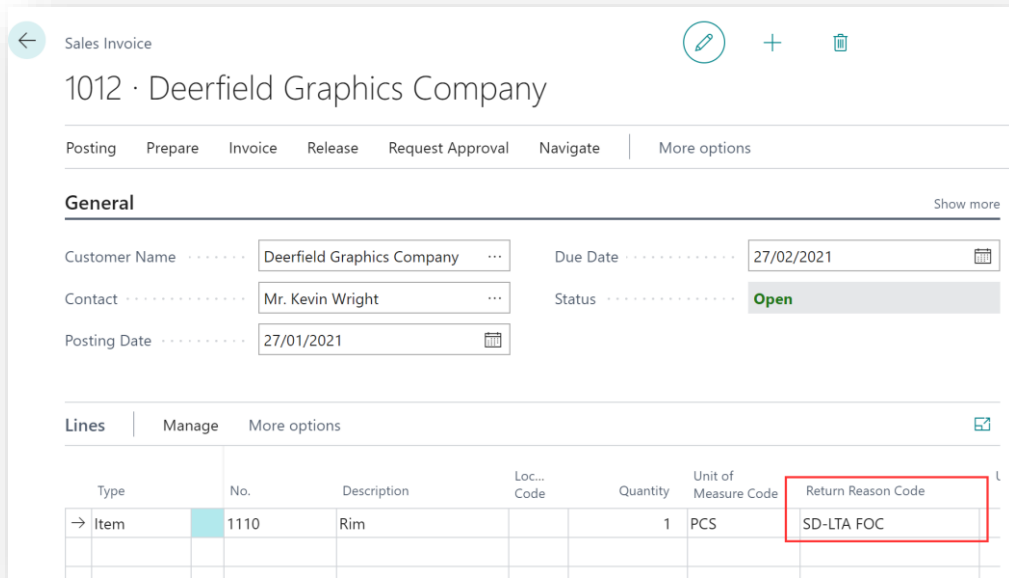 Sales Invoice
1012 · Deerfield Graphics Company
Posting Prepare Invoice Release Request Approval Navigate More options
General Show more
Customer Name Deerfield Graphics Company ... Due Date 27/02/2021
Contact Mr. Kevin Wright ... Status Open
Posting Date 27/01/2021
Lines Manage More options
Type No. Description Loc... Code Quantity Unit of Measure Code Return Reason Code
Item 1110 Rim 1 PCS SD-LTA FOC